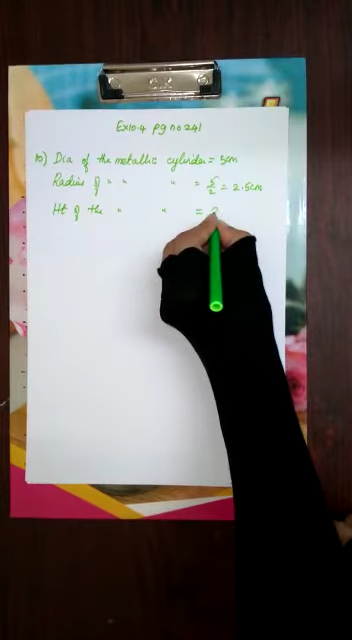 Ex10.4 pg no 241
10) Dia of the metallic cylinder = 5cm
Radius of " " " = 5/2 = 2.5cm
Ht of the " " =